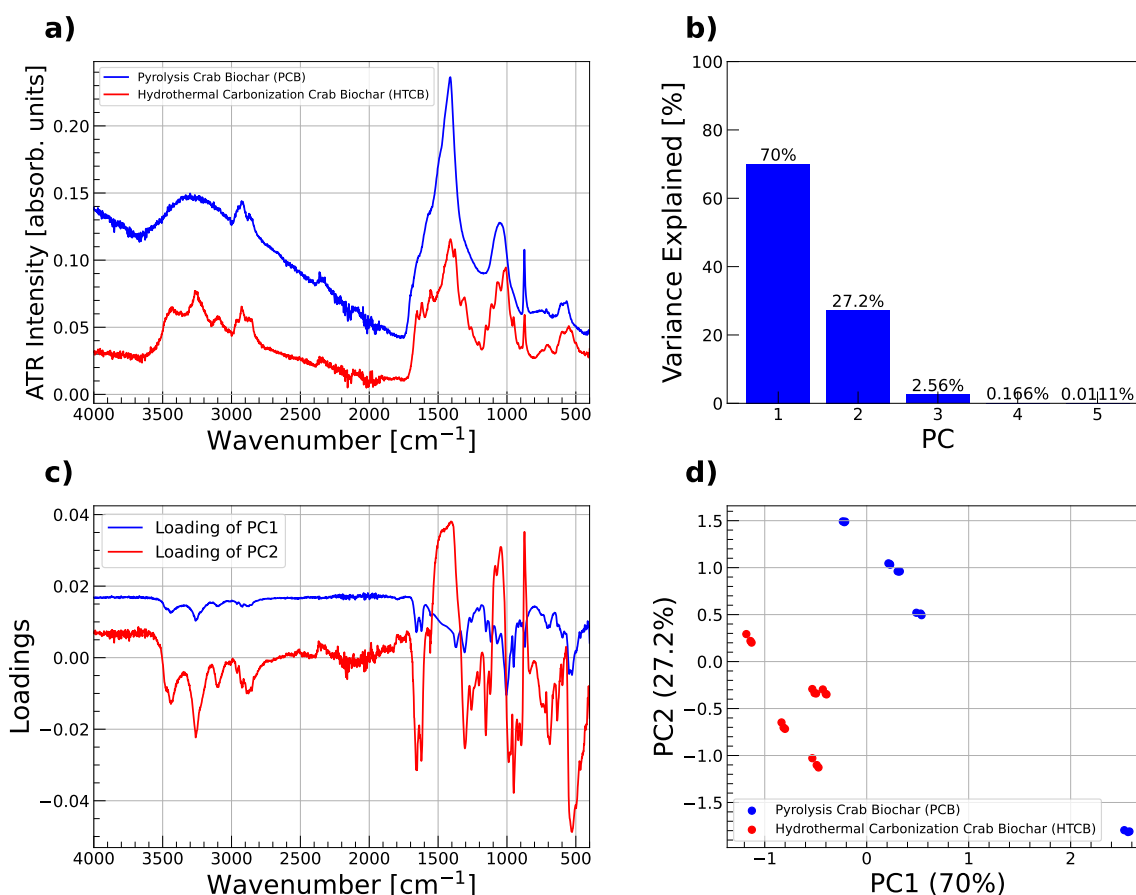 a)
ATR Intensity [absorb. units]
0.20
0.15
0.10
0.05
0.00
Pyrolysis Crab Biochar (PCB)
Hydrothermal Carbonization Crab Biochar (HTCB)
4000 3500 3000 2500 2000 1500 1000 500
Wavenumber [cm⁻¹]
b)
Variance Explained [%]
100
80
60
40
20
0
70%
27.2%
2.56%
0.166%
0.0111%
1 2 3 4 5
PC
c)
Loadings
0.04
0.02
0.00
−0.02
−0.04
Loading of PC1
Loading of PC2
4000 3500 3000 2500 2000 1500 1000 500
Wavenumber [cm⁻¹]
d)
PC2 (27.2%)
1.5
1.0
0.5
0.0
−0.5
−1.0
−1.5
Pyrolysis Crab Biochar (PCB)
Hydrothermal Carbonization Crab Biochar (HTCB)
−1 0 1 2
PC1 (70%)